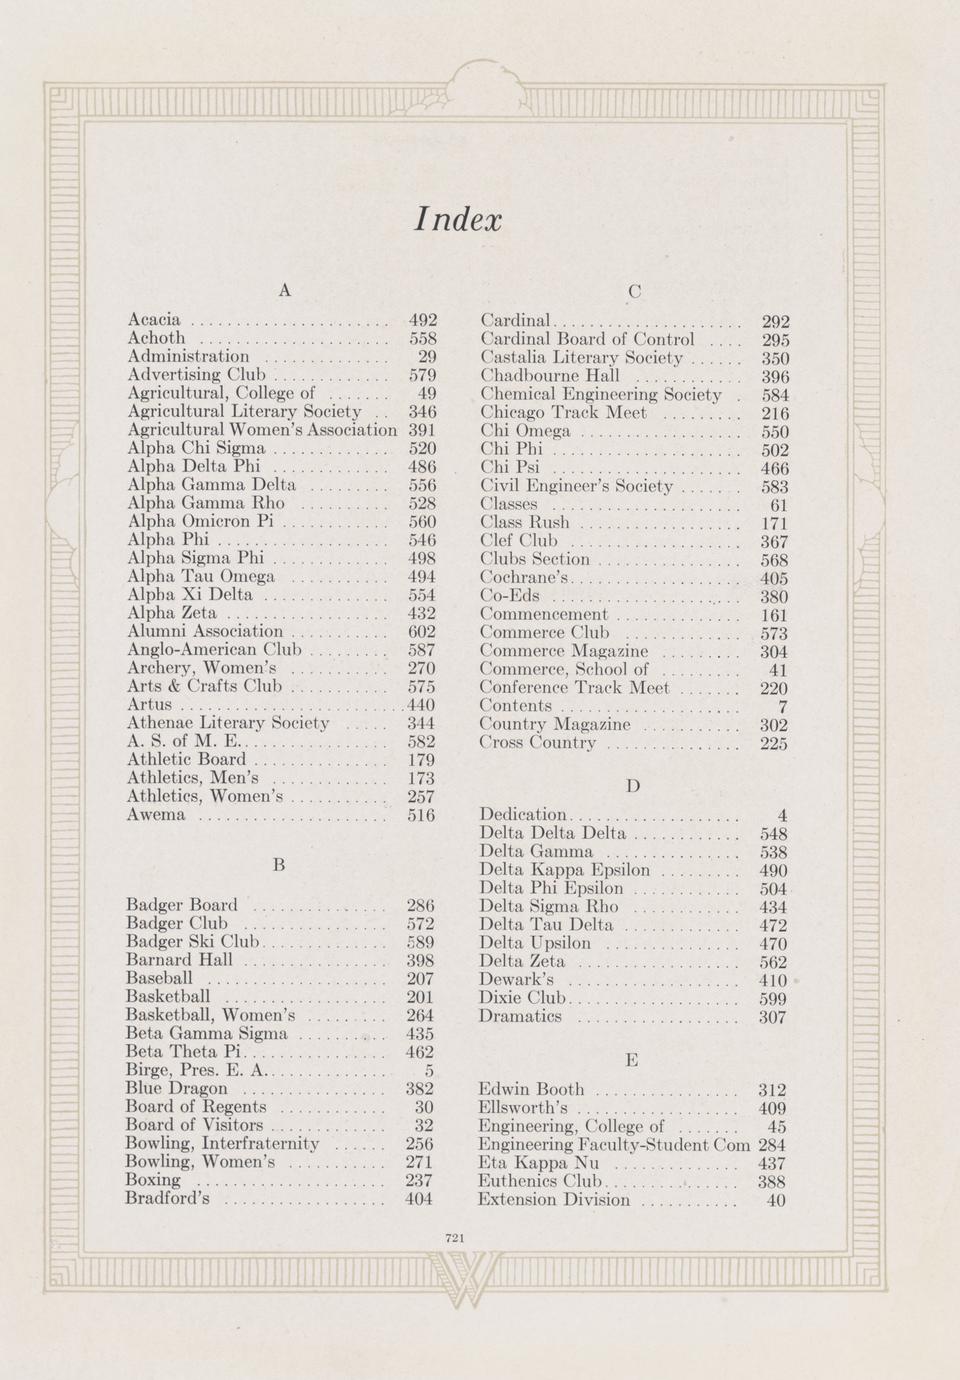 Index
A
Acacia ...................... 492
Achoth ..................... 558
Administration .............. 29
Advertising Club ............. 579
Agricultural, College of ....... 49
Agricultural Literary Society .. 346
Agricultural Women's Association 391
Alpha Chi Sigma ............. 520
Alpha Delta Phi ............. 486
Alpha Gamma Delta ......... 556
Alpha Gamma Rho .......... 528
Alpha Omicron Pi ............ 560
Alpha Phi ................... 546
Alpha Sigma Phi ............. 498
Alpha Tau Omega ........... 494
Alpha Xi Delta .............. 554
Alpha Zeta .................. 432
Alumni Association ........... 602
Anglo-American Club ......... 587
Archery, Women's ........... 270
Arts & Crafts Club ........... 575
Artus .........................440
Athenae Literary Society ..... 344
A. S. of M. E................. 582
Athletic Board ............... 179
Athletics, Men's ............. 173
Athletics, Women's ........... 257
Awema ..................... 516
B
Badger Board ............... 286
Badger Club ................ 572
Badger Ski Club.............. 589
Barnard Hall ................ 398
Baseball .................... 207
Basketball .................. 201
Basketball, Women's ......... 264
Beta Gamma Sigma .......... 435
Beta Theta Pi................ 462
Birge, Pres. E. A.............. 5
Blue Dragon ................ 382
Board of Regents ............ 30
Board of Visitors ............. 32
Bowling, Interfraternity ...... 256
Bowling, Women's ........... 271
Boxing ..................... 237
Bradford's .................. 404
C
Cardinal..................... 292
Cardinal Board of Control .... 295
Castalia Literary Society ...... 350
Chadbourne Hall ............ 396
Chemical Engineering Society . 584
Chicago Track Meet ......... 216
Chi Omega .................. 550
Chi Phi ..................... 502
Chi Psi ..................... 466
Civil Engineer's Society ....... 583
Classes ..................... 61
Class Rush .................. 171
Clef Club ................... 367
Clubs Section ................ 568
Cochrane's................... 405
Co-Eds ..................... 380
Commencement .............. 161
Commerce Club ............. 573
Commerce Magazine ......... 304
Commerce, School of ......... 41
Conference Track Meet ....... 220
Contents .................... 7
Country Magazine ........... 302
Cross Country ............... 225
D
Dedication................... 4
Delta Delta Delta ............ 548
Delta Gamma ............... 538
Delta Kappa Epsilon ......... 490
Delta Phi Epsilon ............ 504
Delta Sigma Rho ............ 434
Delta Tau Delta ............. 472
Delta Upsilon ............... 470
Delta Zeta .................. 562
Dewark's ................... 410
Dixie Club................... 599
Dramatics .................. 307
E
Edwin Booth ................ 312
Ellsworth's .................. 409
Engineering, College of ....... 45
Engineering Faculty-Student Com 284
Eta Kappa Nu .............. 437
Euthenics Club............... 388
Extension Division ........... 40
721
W